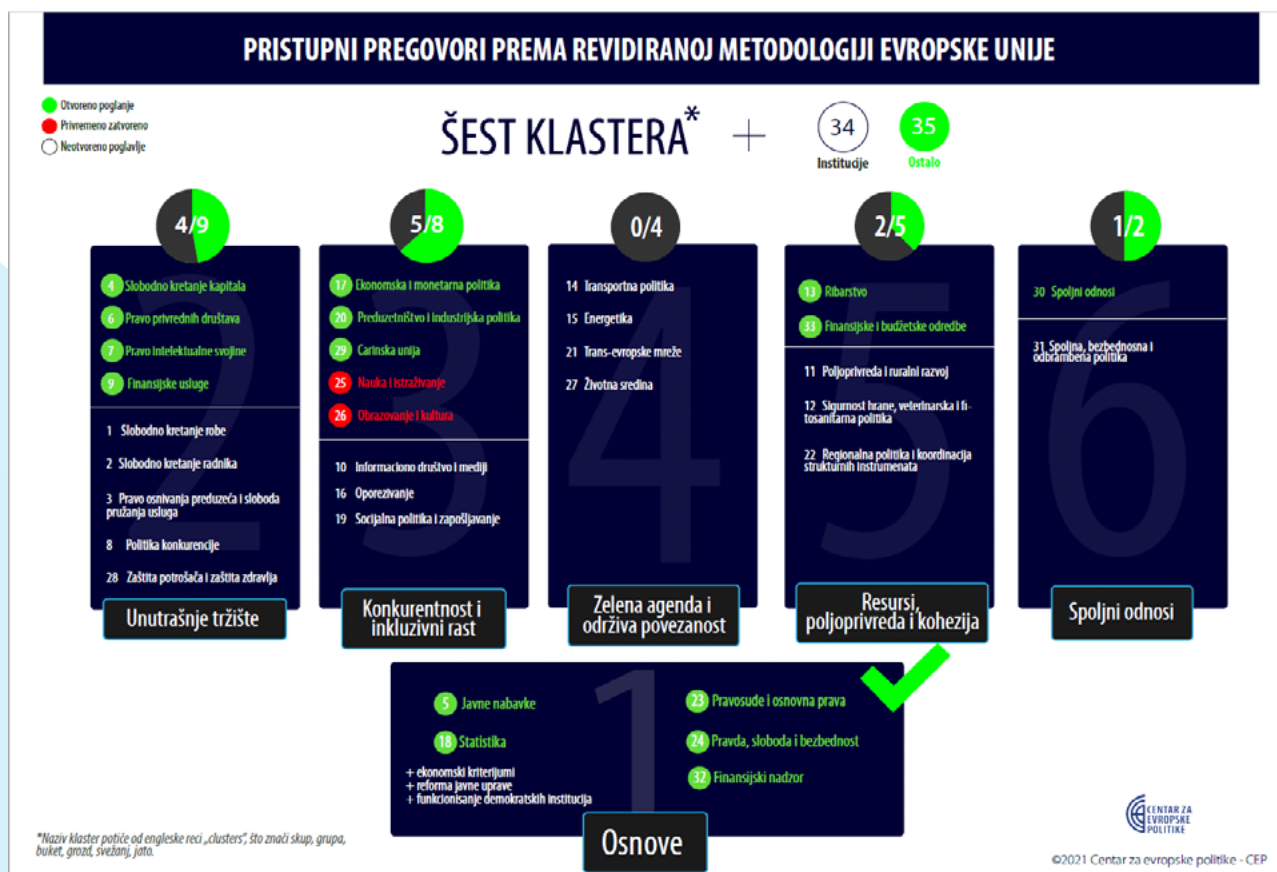 PRISTUPNI PREGOVORI PREMA REVIDIRANOJ METODOLOGIJI EVROPSKE UNIJE
Otvoreno poglanje
Privremeno zatvoreno
Neotvoreno poglavlje
ŠEST KLASTERA* +
34
Institucije
35
Ostalo
4/9
4 Slobodno kretanje kapitala
6 Pravo privrednih društava
7 Pravo intelektualne svojine
9 Finansijske usluge
1 Slobodno kretanje robe
2 Slobodno kretanje radnika
3 Pravo osnivanja preduzeća i sloboda
pružanja usluga
8 Politika konkurencije
28 Zaštita potrošača i zaštita zdravlja
2
Unutrašnje tržište
5/8
17 Ekonomska i monetarna politika
20 Preduzetništvo i industrijska politika
29 Carinska unija
25 Nauka i istraživanje
26 Obrazovanje i kultura
10 Informaciono društvo i mediji
16 Oporezivanje
19 Socijalna politika i zapošljavanje
3
Konkurentnost i
inkluzivni rast
0/4
14 Transportna politika
15 Energetika
21 Trans-evropske mreže
27 Životna sredina
4
Zelena agenda i
održiva povezanost
2/5
13 Ribarstvo
33 Finansijske i budžetske odredbe
11 Poljoprivreda i ruralni razvoj
12 Sigurnost hrane, veterinarska i fi-
tosanitarna politika
22 Regionalna politika i koordinacija
strukturnih instrumenata
5
Resursi,
poljoprivreda i kohezija
1/2
30 Spoljni odnosi
31 Spoljna, bezbednosna i
odbrambena politika
6
Spoljni odnosi
5 Javne nabavke
18 Statistika
+ ekonomski kriterijumi
+ reforma javne uprave
+ funkcionisanje demokratskih institucija
23 Pravosuđe i osnovna prava
24 Pravda, sloboda i bezbednost
32 Finansijski nadzor
1
Osnove
*Naziv klaster potiče od engleske reci „clusters", što znači skup, grupa,
buket, grozd, svežanj, jato.
CENTAR ZA
EVROPSKE
POLITIKE
©2021 Centar za evropske politike - CEP